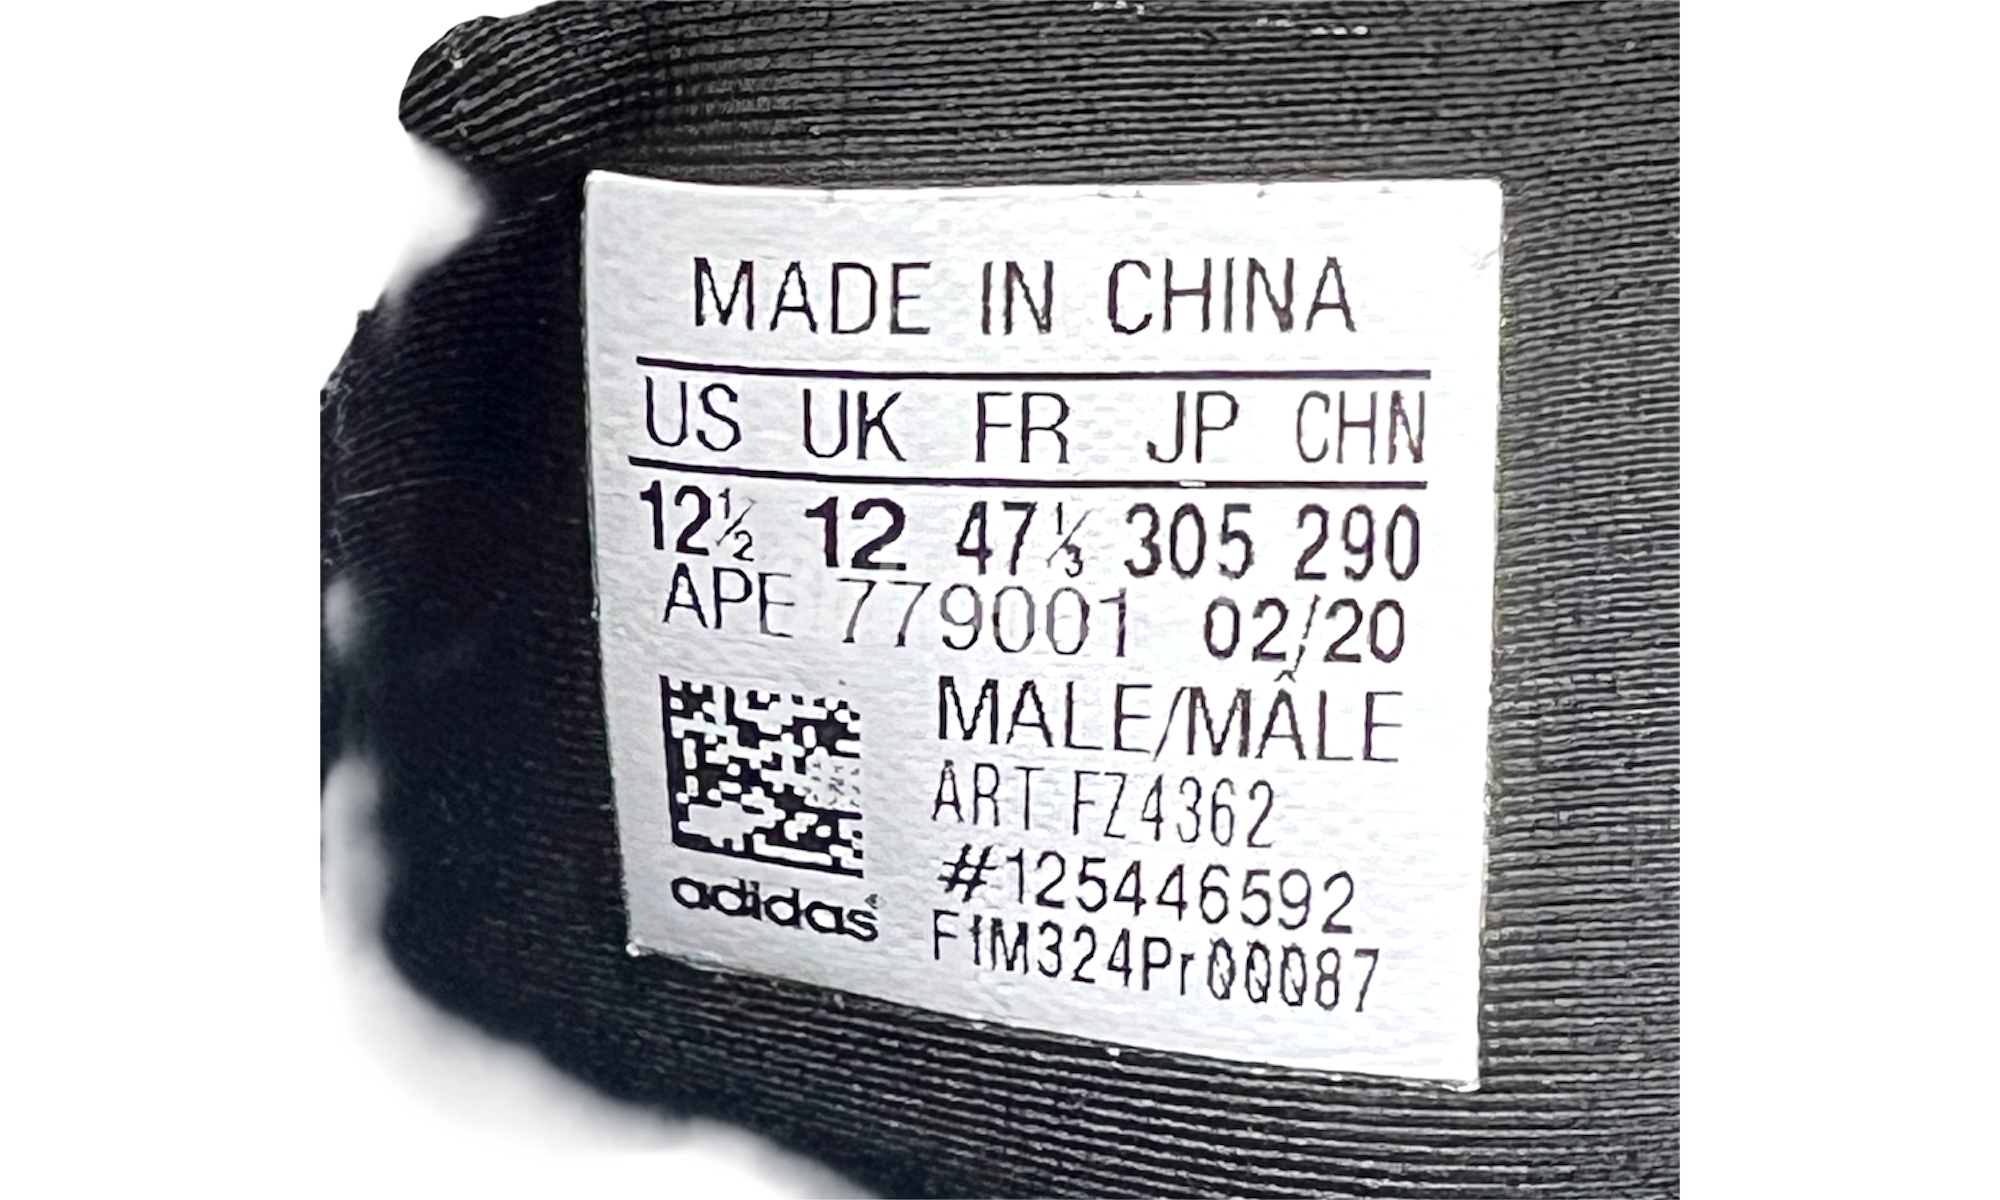 MADE IN CHINA
US UK FR JP CHN
12½ 12 47⅓ 305 290
APE 779001 02/20
MALE/MÂLE
ART FZ4362
#125446592
F1M324Pr00087
adidas